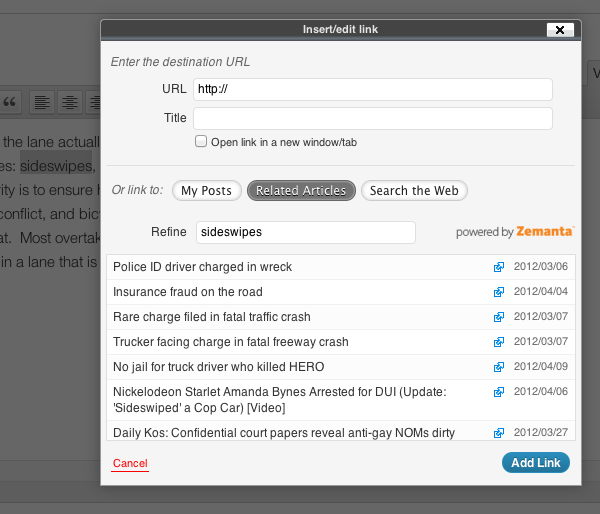 Insert/edit link
Enter the destination URL
URL http://
Title
Open link in a new window/tab
Or link to: My Posts Related Articles Search the Web
Refine sideswipes powered by Zemanta
Police ID driver charged in wreck 2012/03/06
Insurance fraud on the road 2012/04/04
Rare charge filed in fatal traffic crash 2012/03/07
Trucker facing charge in fatal freeway crash 2012/03/07
No jail for truck driver who killed HERO 2012/04/09
Nickelodeon Starlet Amanda Bynes Arrested for DUI (Update: 2012/04/06
'Sideswiped' a Cop Car) [Video]
Daily Kos: Confidential court papers reveal anti-gay NOMs dirty 2012/03/27
Cancel Add Link
the lane actuall
es: sideswipes,
rity is to ensure h
conflict, and bic
at. Most overtak
in a lane that is
V